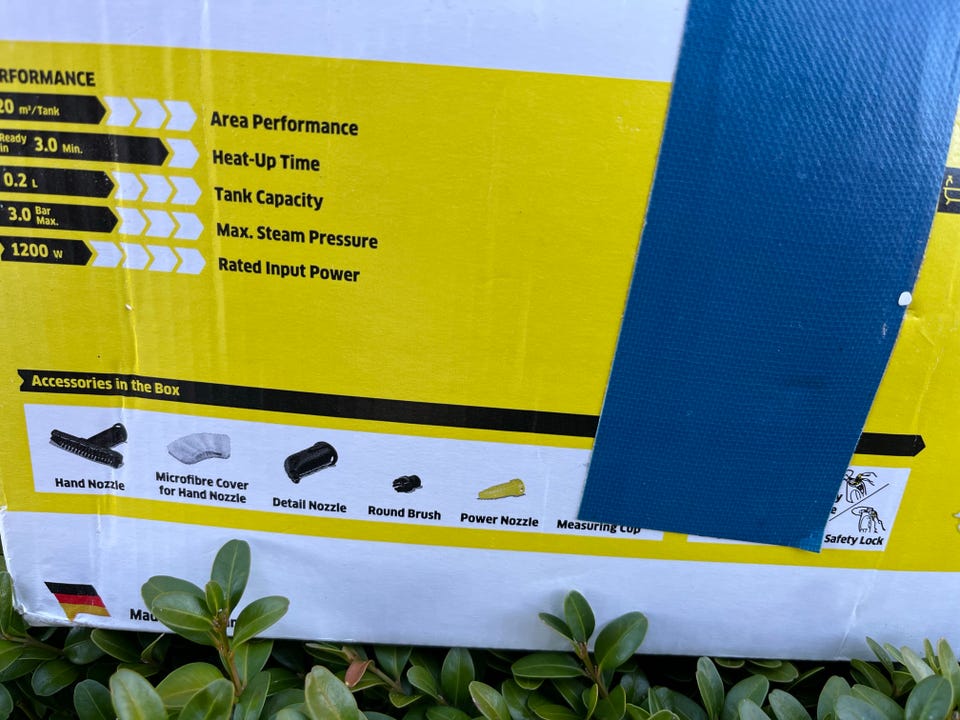 RFORMANCE
20 m²/Tank
Area Performance
Ready
in 3.0 Min.
Heat-Up Time
0.2 L
Tank Capacity
3.0 Bar
Max.
Max. Steam Pressure
1200 W
Rated Input Power
Accessories in the Box
Hand Nozzle
Microfibre Cover
for Hand Nozzle
Detail Nozzle
Round Brush
Power Nozzle
Measuring Cup
Safety Lock